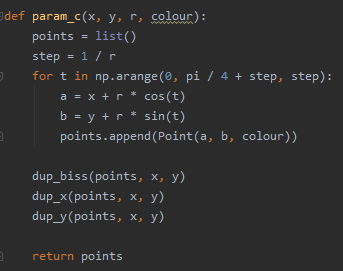 def param_c(x, y, r, colour):
points = list()
step = 1 / r
for t in np.arange(0, pi / 4 + step, step):
a = x + r * cos(t)
b = y + r * sin(t)
points.append(Point(a, b, colour))
dup_biss(points, x, y)
dup_x(points, x, y)
dup_y(points, x, y)
return points